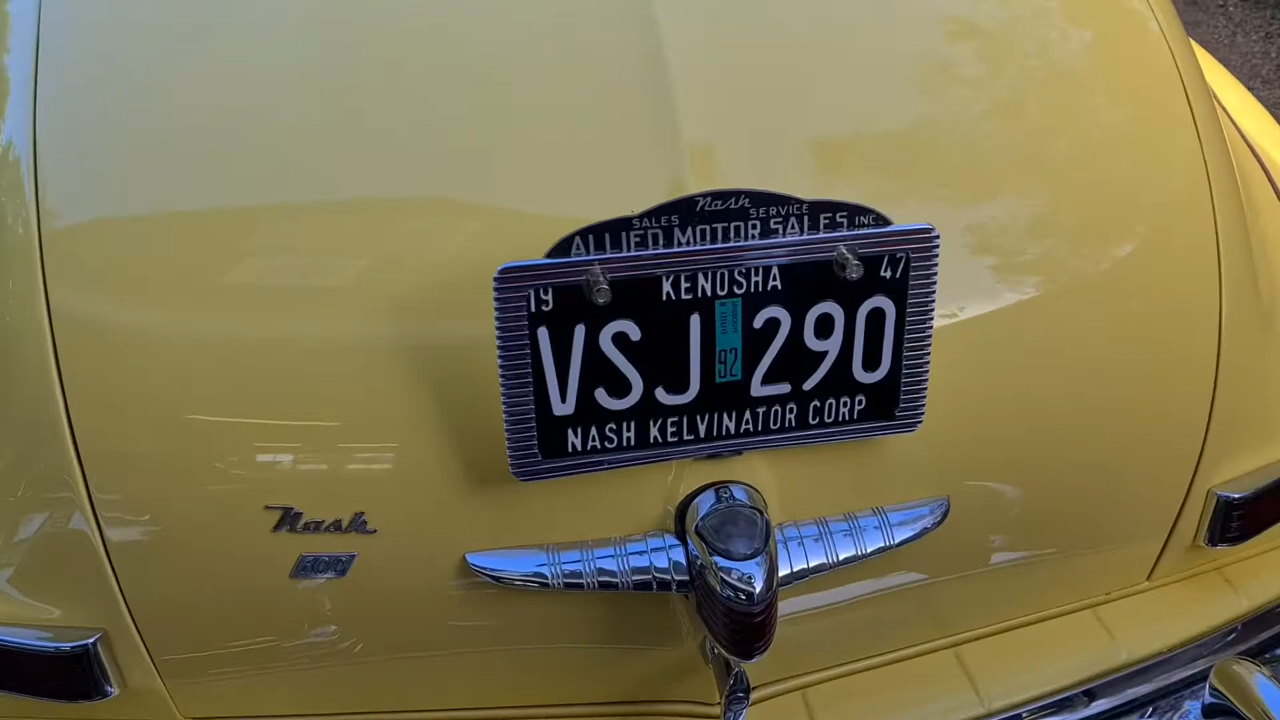 Nash
SALES SERVICE
ALLIED MOTOR SALES INC
19 KENOSHA 47
VSJ 92 290
NASH KELVINATOR CORP
Nash
600